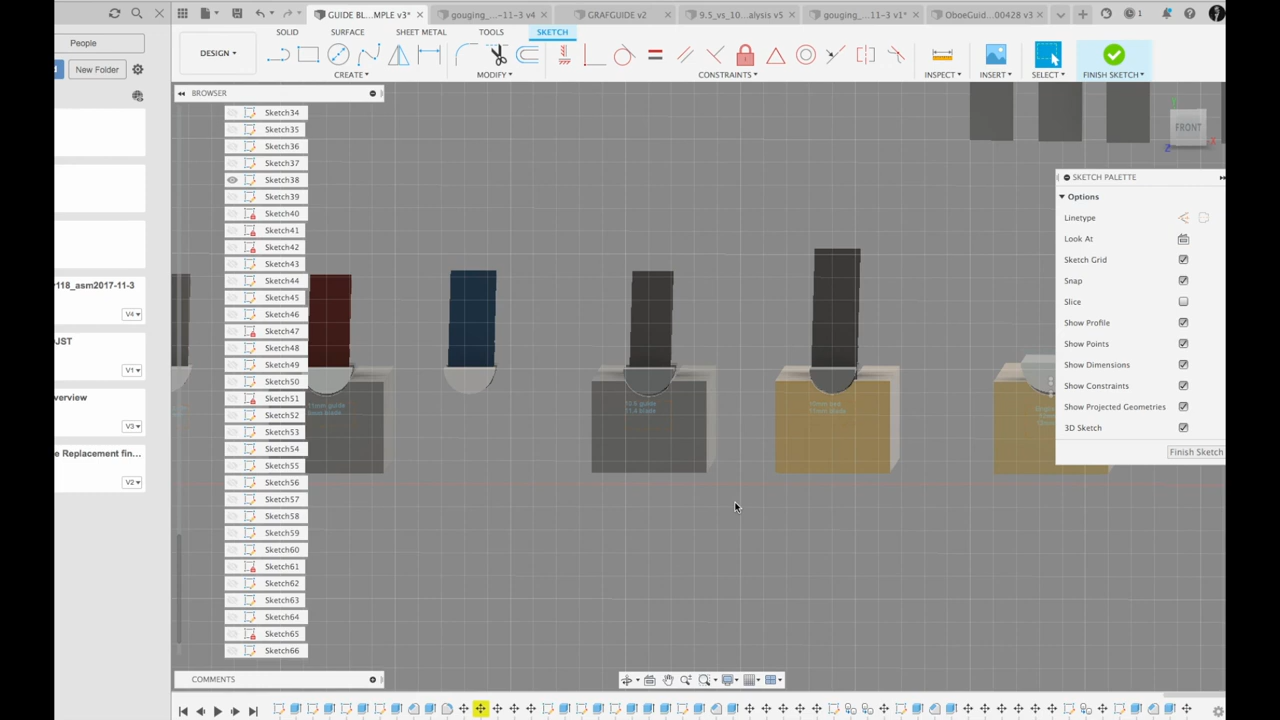 GUIDE BL...MPLE v3*
gouging_...-11-3 v4
GRAFGUIDE v2
9.5_vs_10...alysis v5
gouging_...11-3 v1*
OboeGuid...00428 v3
1
People
SOLID
SURFACE
SHEET METAL
TOOLS
SKETCH
DESIGN
New Folder
CREATE
MODIFY
CONSTRAINTS
INSPECT
INSERT
SELECT
FINISH SKETCH
BROWSER
FRONT
Sketch34
Sketch35
Sketch36
Sketch37
Sketch38
Sketch39
Sketch40
Sketch41
Sketch42
Sketch43
Sketch44
Sketch45
Sketch46
Sketch47
Sketch48
Sketch49
Sketch50
Sketch51
Sketch52
Sketch53
Sketch54
Sketch55
Sketch56
Sketch57
Sketch58
Sketch59
Sketch60
Sketch61
Sketch62
Sketch63
Sketch64
Sketch65
Sketch66
118_asm2017-11-3
V4
JST
V1
verview
V3
e Replacement fin...
V2
11mm guide
SKETCH PALETTE
Options
Linetype
Look At
Sketch Grid
Snap
Slice
Show Profile
Show Points
Show Dimensions
Show Constraints
Show Projected Geometries
3D Sketch
Finish Sketch
COMMENTS